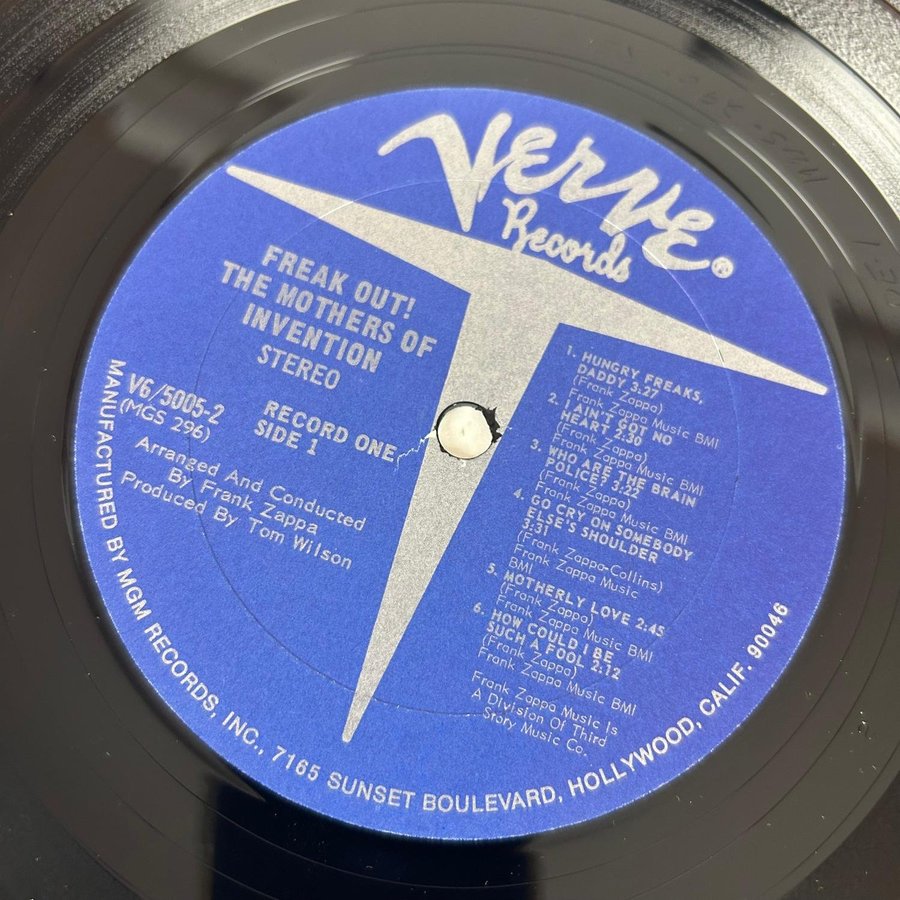 Verve
Records®
FREAK OUT!
THE MOTHERS OF
INVENTION
STEREO
V6/5005-2
(MGS 296)
RECORD ONE
SIDE 1
Arranged And Conducted
By Frank Zappa
Produced By Tom Wilson
1. HUNGRY FREAKS,
DADDY 3:27
(Frank Zappa)
Frank Zappa Music BMI
2. I AIN'T GOT NO
HEART 2:30
(Frank Zappa)
Frank Zappa Music BMI
3. WHO ARE THE BRAIN
POLICE? 3:22
(Frank Zappa)
Frank Zappa Music BMI
4. GO CRY ON SOMEBODY
ELSE'S SHOULDER
3:31
(Frank Zappa-Collins)
Frank Zappa Music
BMI
5. MOTHERLY LOVE 2:45
(Frank Zappa)
Frank Zappa Music BMI
6. HOW COULD I BE
SUCH A FOOL 2:12
(Frank Zappa)
Frank Zappa Music BMI
Frank Zappa Music Is
A Division Of Third
Story Music Co.
MANUFACTURED BY MGM RECORDS, INC., 7165 SUNSET BOULEVARD, HOLLYWOOD, CALIF. 90046